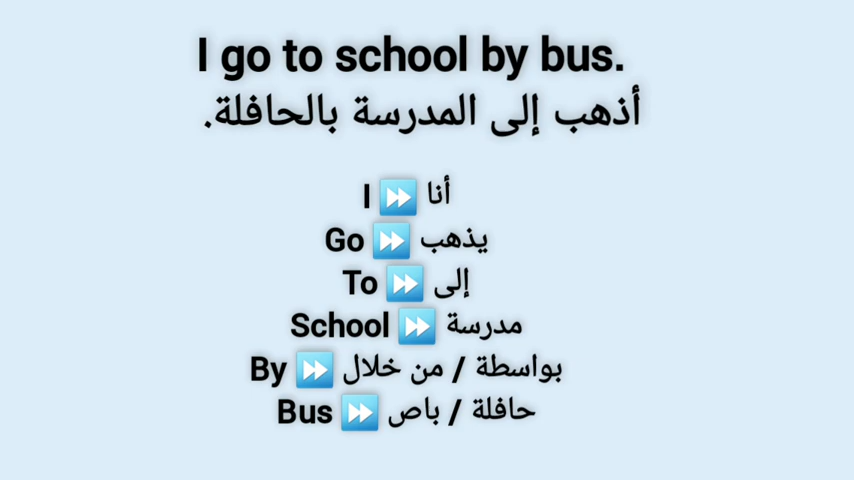 I go to school by bus.
أذهب إلى المدرسة بالحافلة.
I ⏩ أنا
Go ⏩ يذهب
To ⏩ إلى
School ⏩ مدرسة
By ⏩ بواسطة / من خلال
Bus ⏩ حافلة / باص